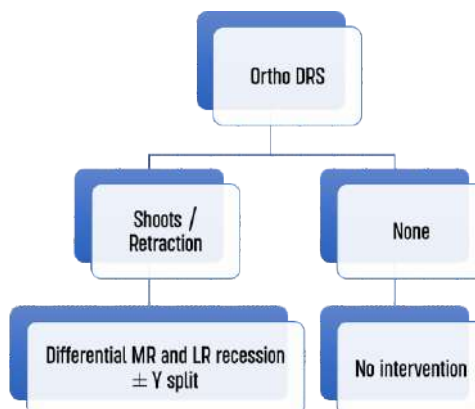 Ortho DRS
Shoots /
Retraction
None
Differential MR and LR recession
± Y split
No intervention